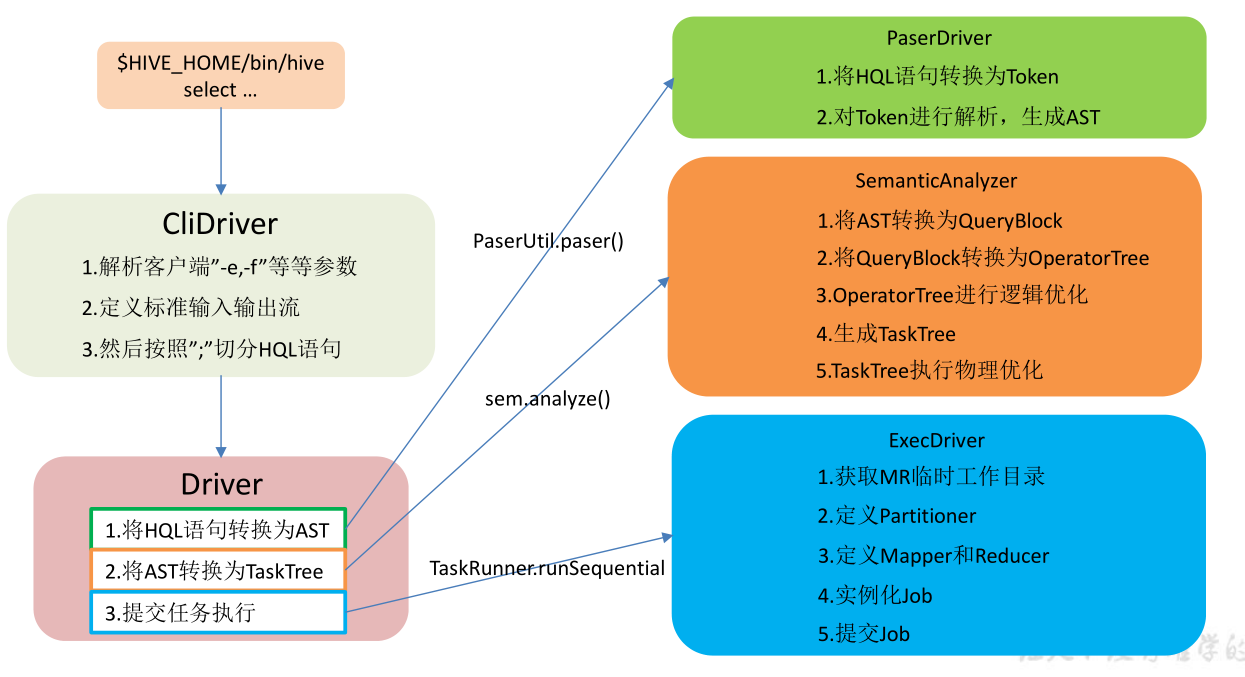 $HIVE_HOME/bin/hive
select ...
CliDriver
1.解析客户端”-e,-f”等等参数
2.定义标准输入输出流
3.然后按照”;”切分HQL语句
Driver
1.将HQL语句转换为AST
2.将AST转换为TaskTree
3.提交任务执行
PaserUtil.paser()
sem.analyze()
TaskRunner.runSequential
PaserDriver
1.将HQL语句转换为Token
2.对Token进行解析，生成AST
SemanticAnalyzer
1.将AST转换为QueryBlock
2.将QueryBlock转换为OperatorTree
3.OperatorTree进行逻辑优化
4.生成TaskTree
5.TaskTree执行物理优化
ExecDriver
1.获取MR临时工作目录
2.定义Partitioner
3.定义Mapper和Reducer
4.实例化Job
5.提交Job